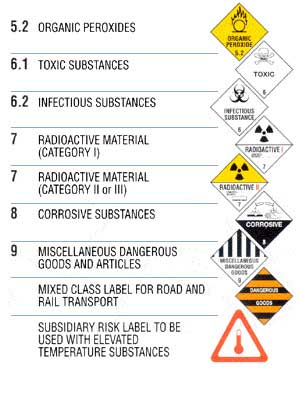 5.2 ORGANIC PEROXIDES
ORGANIC
PEROXIDE
5.2
6.1 TOXIC SUBSTANCES
TOXIC
6
6.2 INFECTIOUS SUBSTANCES
INFECTIOUS
SUBSTANCE
6
7 RADIOACTIVE MATERIAL
(CATEGORY I)
RADIOACTIVE I
7
7 RADIOACTIVE MATERIAL
(CATEGORY II or III)
RADIOACTIVE II
7
8 CORROSIVE SUBSTANCES
CORROSIVE
8
9 MISCELLANEOUS DANGEROUS
GOODS AND ARTICLES
MISCELLANEOUS
DANGEROUS
GOODS
9
MIXED CLASS LABEL FOR ROAD AND
RAIL TRANSPORT
DANGEROUS
GOODS
SUBSIDIARY RISK LABEL TO BE
USED WITH ELEVATED
TEMPERATURE SUBSTANCES